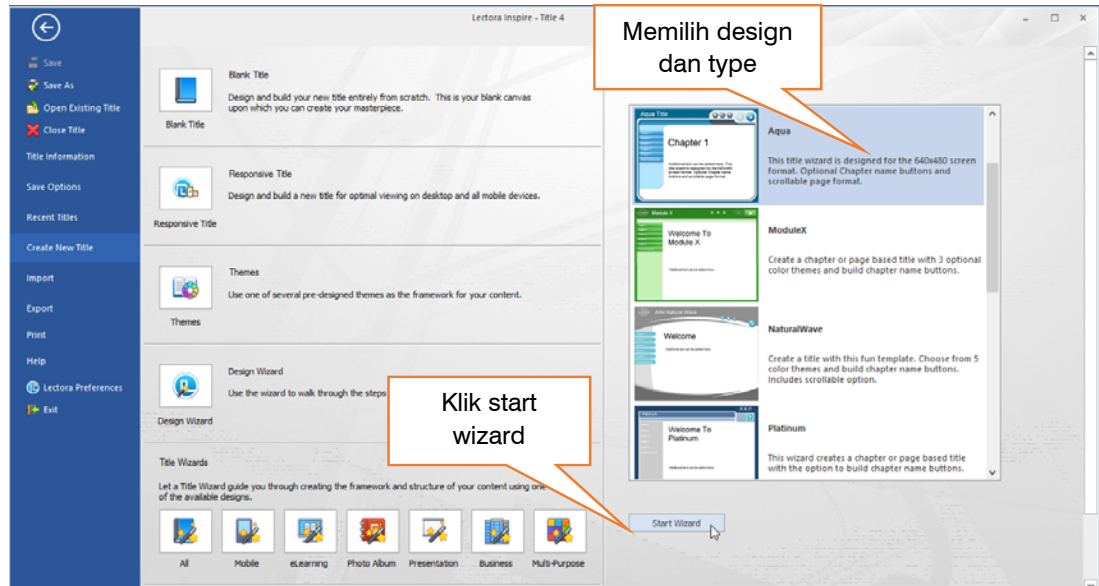 Lectora Inspire - Title 4
Memilih design
dan type
Save
Save As
Open Existing Title
Close Title
Title Information
Save Options
Recent Titles
Create New Title
Import
Export
Print
Help
Lectora Preferences
Exit
Blank Title
Design and build your new title entirely from scratch. This is your blank canvas
upon which you can create your masterpiece.
Blank Title
Responsive Title
Design and build a new title for optimal viewing on desktop and all mobile devices.
Responsive Title
Themes
Use one of several pre-designed themes as the framework for your content.
Themes
Design Wizard
Use the wizard to walk through the steps
Design Wizard
Klik start
wizard
Title Wizards
Let a Title Wizard guide you through creating the framework and structure of your content using one
of the available designs.
All
Mobile
eLearning
Photo Album
Presentation
Business
Multi-Purpose
Aqua Title
Chapter 1
Aqua
This title wizard is designed for the 640x480 screen
format. Optional Chapter name buttons and
scrollable page format.
Module X
Welcome To
Module X
ModuleX
Create a chapter or page based title with 3 optional
color themes and build chapter name buttons.
Welcome
NaturalWave
Create a title with this fun template. Choose from 5
color themes and build chapter name buttons.
Includes scrollable option.
Welcome To
Platinum
Platinum
This wizard creates a chapter or page based title
with the option to build chapter name buttons.
Start Wizard